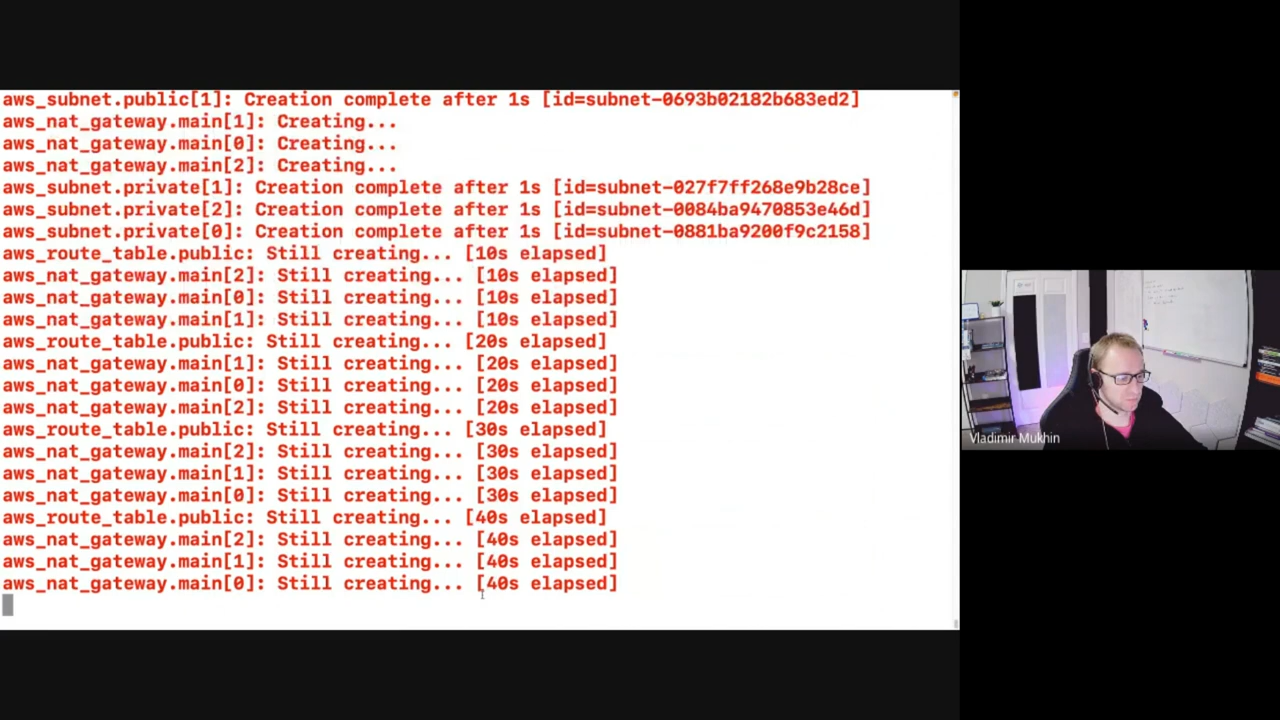 aws_subnet.public[1]: Creation complete after 1s [id=subnet-0693b02182b683ed2]
aws_nat_gateway.main[1]: Creating...
aws_nat_gateway.main[0]: Creating...
aws_nat_gateway.main[2]: Creating...
aws_subnet.private[1]: Creation complete after 1s [id=subnet-027f7ff268e9b28ce]
aws_subnet.private[2]: Creation complete after 1s [id=subnet-0084ba9470853e46d]
aws_subnet.private[0]: Creation complete after 1s [id=subnet-0881ba9200f9c2158]
aws_route_table.public: Still creating... [10s elapsed]
aws_nat_gateway.main[2]: Still creating... [10s elapsed]
aws_nat_gateway.main[0]: Still creating... [10s elapsed]
aws_nat_gateway.main[1]: Still creating... [10s elapsed]
aws_route_table.public: Still creating... [20s elapsed]
aws_nat_gateway.main[1]: Still creating... [20s elapsed]
aws_nat_gateway.main[0]: Still creating... [20s elapsed]
aws_nat_gateway.main[2]: Still creating... [20s elapsed]
aws_route_table.public: Still creating... [30s elapsed]
aws_nat_gateway.main[2]: Still creating... [30s elapsed]
aws_nat_gateway.main[1]: Still creating... [30s elapsed]
aws_nat_gateway.main[0]: Still creating... [30s elapsed]
aws_route_table.public: Still creating... [40s elapsed]
aws_nat_gateway.main[2]: Still creating... [40s elapsed]
aws_nat_gateway.main[1]: Still creating... [40s elapsed]
aws_nat_gateway.main[0]: Still creating... [40s elapsed]
Vladimir Mukhin